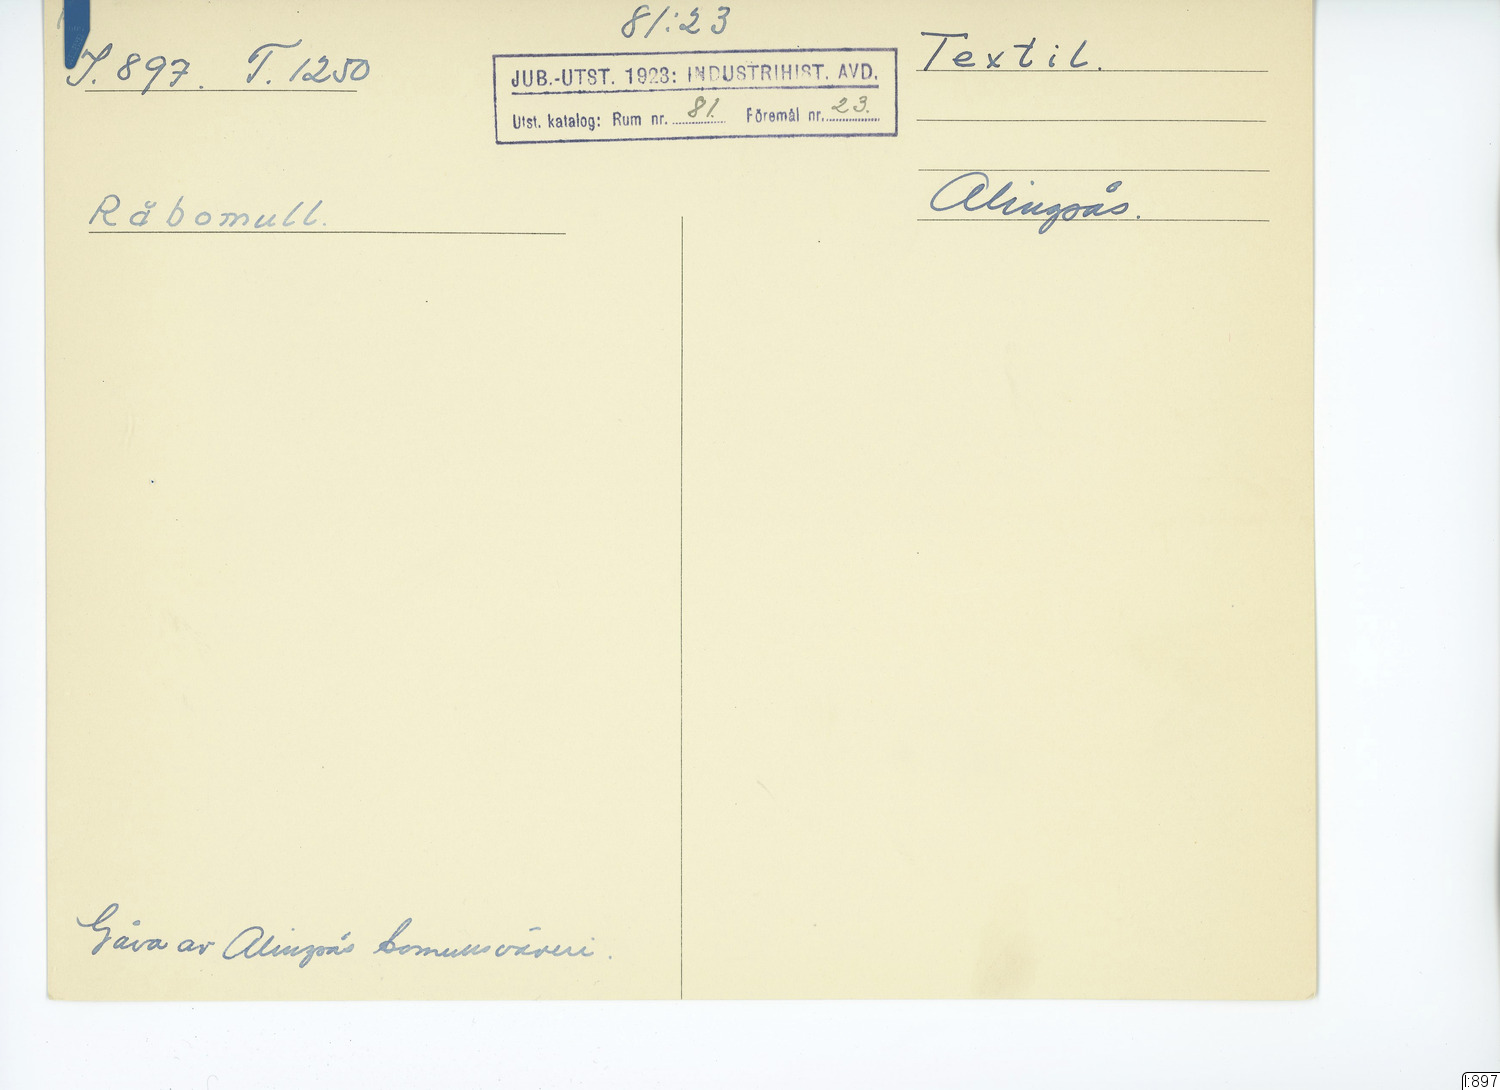 81:23
I. 897. T. 1250
JUB.-UTST. 1923: INDUSTRIHIST. AVD.
Utst. katalog: Rum nr. 81. Föremål nr. 23.
Textil.
Alingsås.
Råbomull.
Gåva av Alingsås bomullsväveri.
I:897